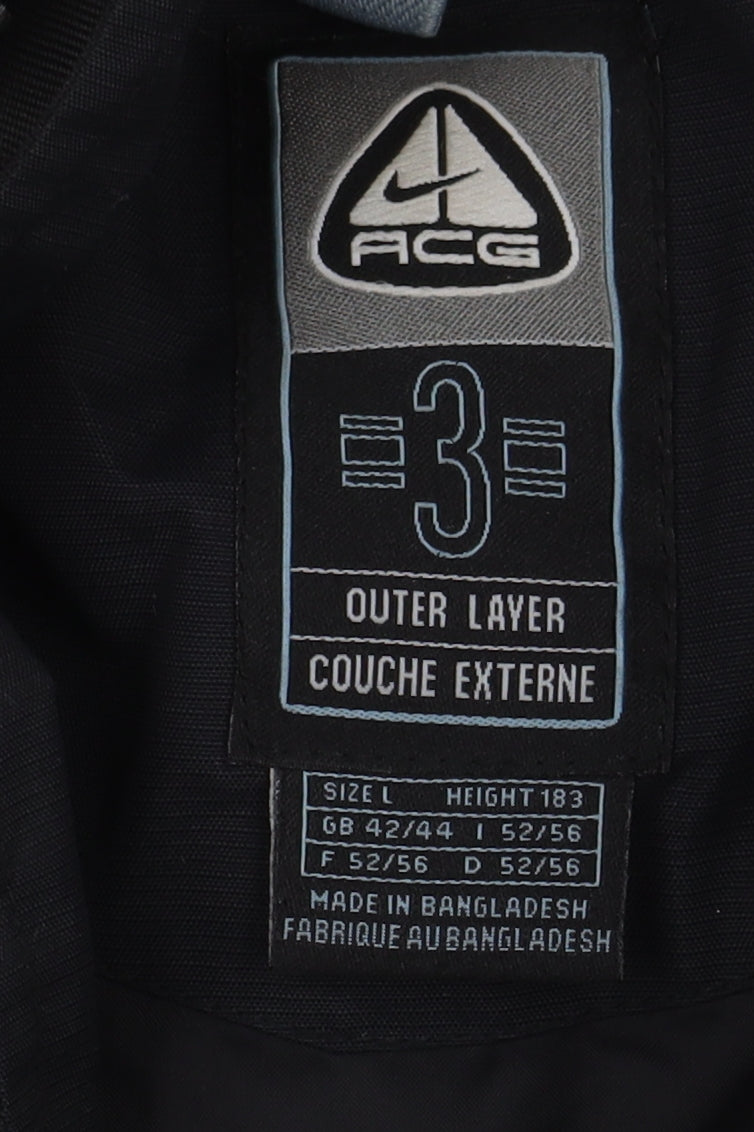 ACG
3
OUTER LAYER
COUCHE EXTERNE
SIZE L HEIGHT 183
GB 42/44 I 52/56
F 52/56 D 52/56
MADE IN BANGLADESH
FABRIQUE AU BANGLADESH